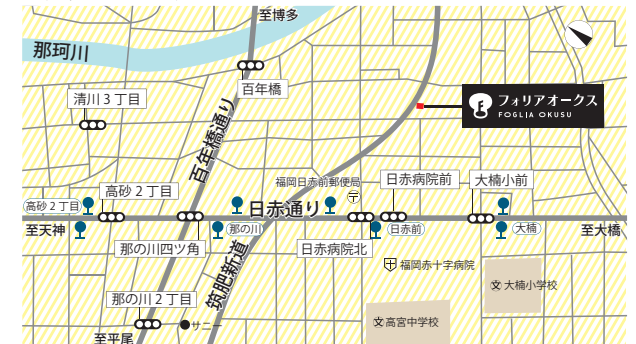 至博多
那珂川
百年橋
清川3丁目
フォリアオークス
FOGLIA OKUSU
百年橋通り
福岡日赤前郵便局
日赤病院前
大楠小前
高砂2丁目
高砂2丁目
日赤通り
至天神
那の川
日赤前
大楠
至大橋
那の川四ツ角
日赤病院北
筑肥新道
福岡赤十字病院
文 大楠小学校
那の川2丁目
サニー
文高宮中学校
至平尾